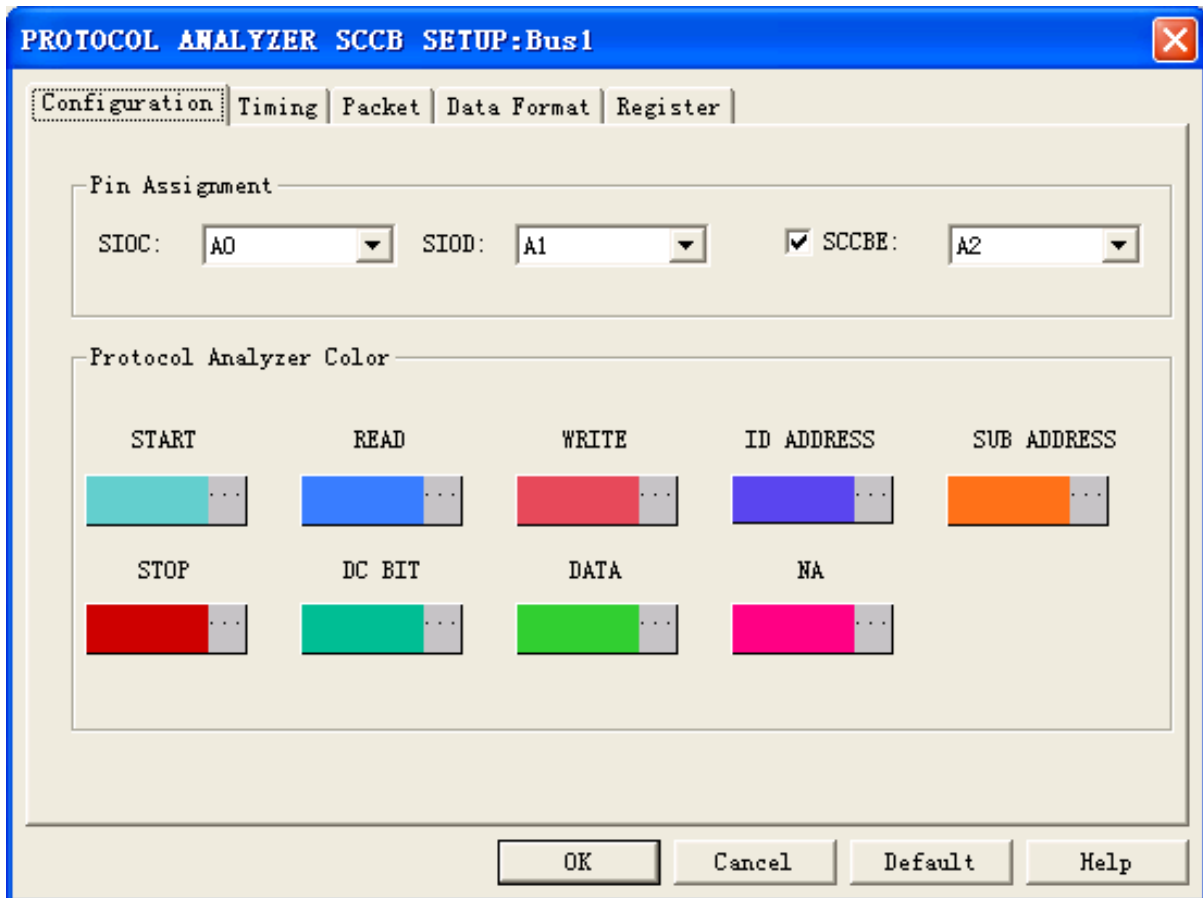 PROTOCOL ANALYZER SCCB SETUP:Bus1
Configuration Timing Packet Data Format Register
Pin Assignment
SIOC: A0 SIOD: A1 SCCBE: A2
Protocol Analyzer Color
START READ WRITE ID ADDRESS SUB ADDRESS
... ... ... ... ...
STOP DC BIT DATA NA
... ... ... ...
OK Cancel Default Help